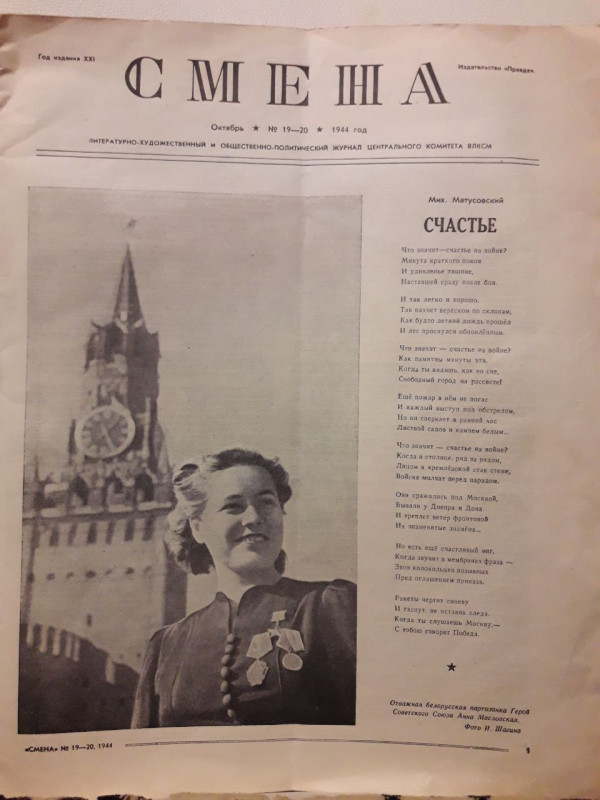 Год издания XXI
СМЕНА
Издательство «Правда»
Октябрь ★ № 19—20 ★ 1944 год
ЛИТЕРАТУРНО-ХУДОЖЕСТВЕННЫЙ И ОБЩЕСТВЕННО-ПОЛИТИЧЕСКИЙ ЖУРНАЛ ЦЕНТРАЛЬНОГО КОМИТЕТА ВЛКСМ
Мих. Матусовский
СЧАСТЬЕ
Что значит — счастье на войне?
Минута краткого покоя
И удивленье тишине,
Наставшей сразу после боя.
И так легко и хорошо,
Так пахнет вереском по склонам,
Как будто летний дождь прошёл
И лес проснулся обновлённым.
Что значит — счастье на войне?
Как памятны минуты эти,
Когда ты видишь, как во сне,
Свободный город на рассвете!
Ещё пожар в нём не погас
И каждый выступ под обстрелом,
Но он сверкает в ранний час
Листвой садов и камнем белым...
Что значит — счастье на войне?
Когда в столице, ряд за рядом,
Лицом к кремлёвской став стене,
Войска молчат перед парадом.
Они сражались под Москвой,
Бывали у Днепра и Дона.
И треплет ветер фронтовой
Их знаменитые знамёна...
Но есть ещё счастливый миг,
Когда звучит в мембранах фраза —
Звон колокольцев позывных
Пред оглашением приказа.
Ракеты чертят синеву
И гаснут, не оставив следа.
Когда ты слушаешь Москву,—
С тобою говорит Победа.
★
Отважная белорусская партизанка Герой
Советского Союза Анна Масловская.
Фото И. Шагина
«СМЕНА» № 19—20, 1944
1